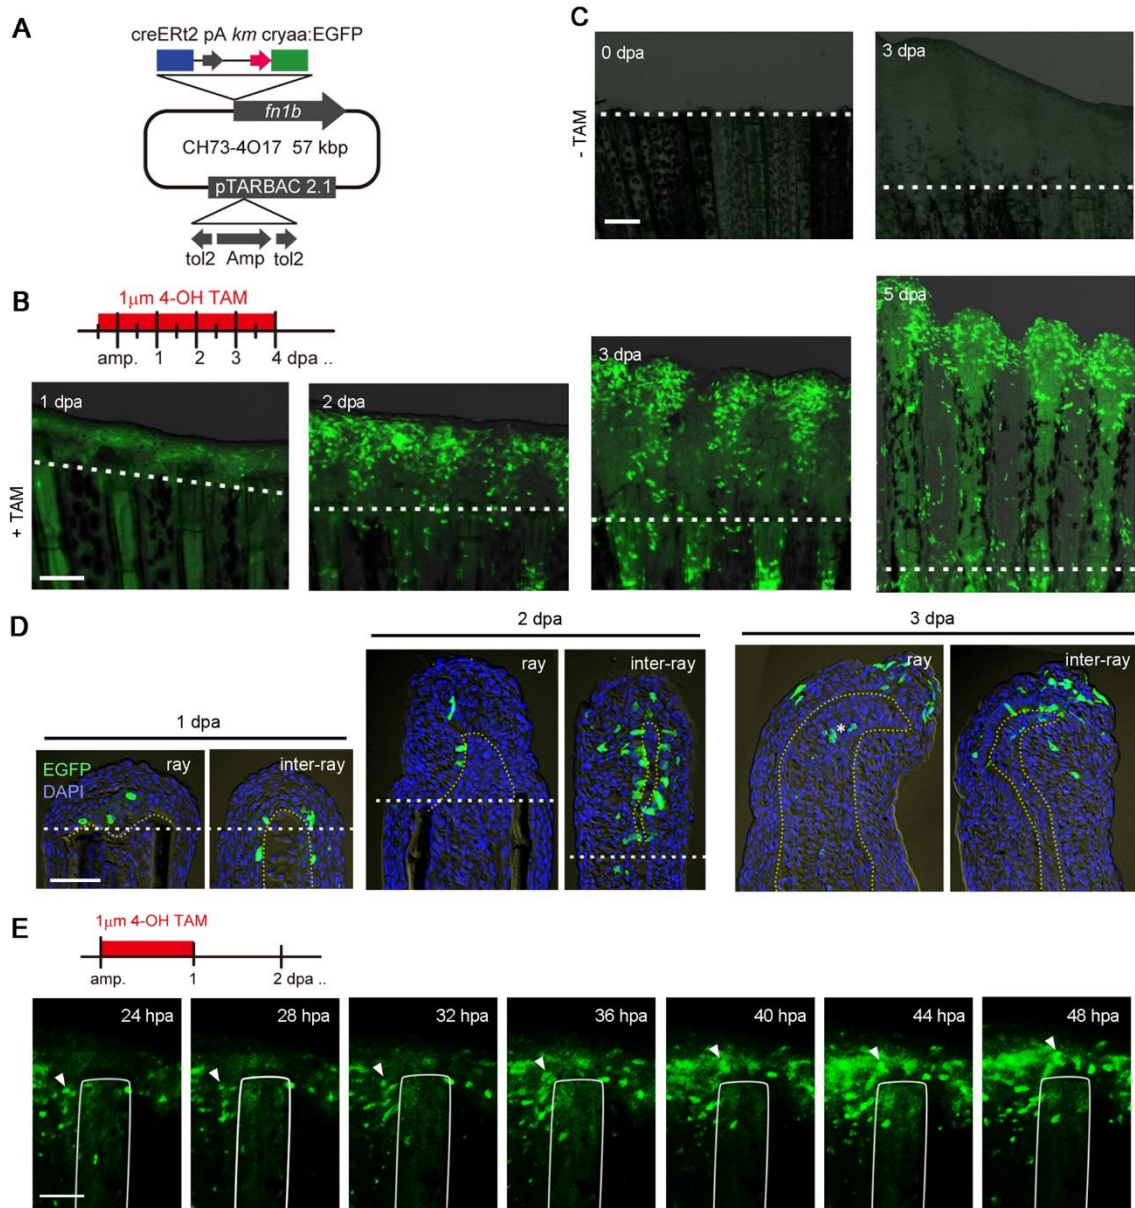 A
creERt2 pA km cryaa:EGFP
fn1b
CH73-4O17 57 kbp
pTARBAC 2.1
tol2 Amp tol2
B
1μm 4-OH TAM
amp. 1 2 3 4 dpa ..
+ TAM
1 dpa
2 dpa
3 dpa
5 dpa
C
- TAM
0 dpa
3 dpa
D
1 dpa
ray
inter-ray
EGFP
DAPI
2 dpa
ray
inter-ray
3 dpa
ray
inter-ray
*
E
1μm 4-OH TAM
amp. 1 2 dpa ..
24 hpa
28 hpa
32 hpa
36 hpa
40 hpa
44 hpa
48 hpa